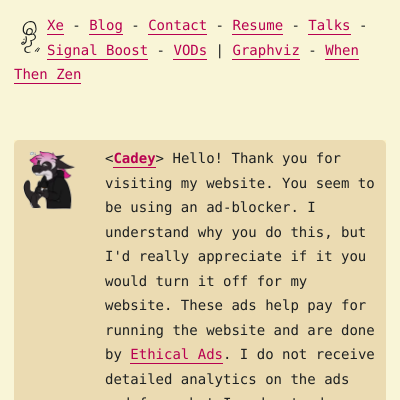 Xe - Blog - Contact - Resume - Talks -
Signal Boost - VODs | Graphviz - When
Then Zen
<Cadey> Hello! Thank you for
visiting my website. You seem to
be using an ad-blocker. I
understand why you do this, but
I'd really appreciate if it you
would turn it off for my
website. These ads help pay for
running the website and are done
by Ethical Ads. I do not receive
detailed analytics on the ads